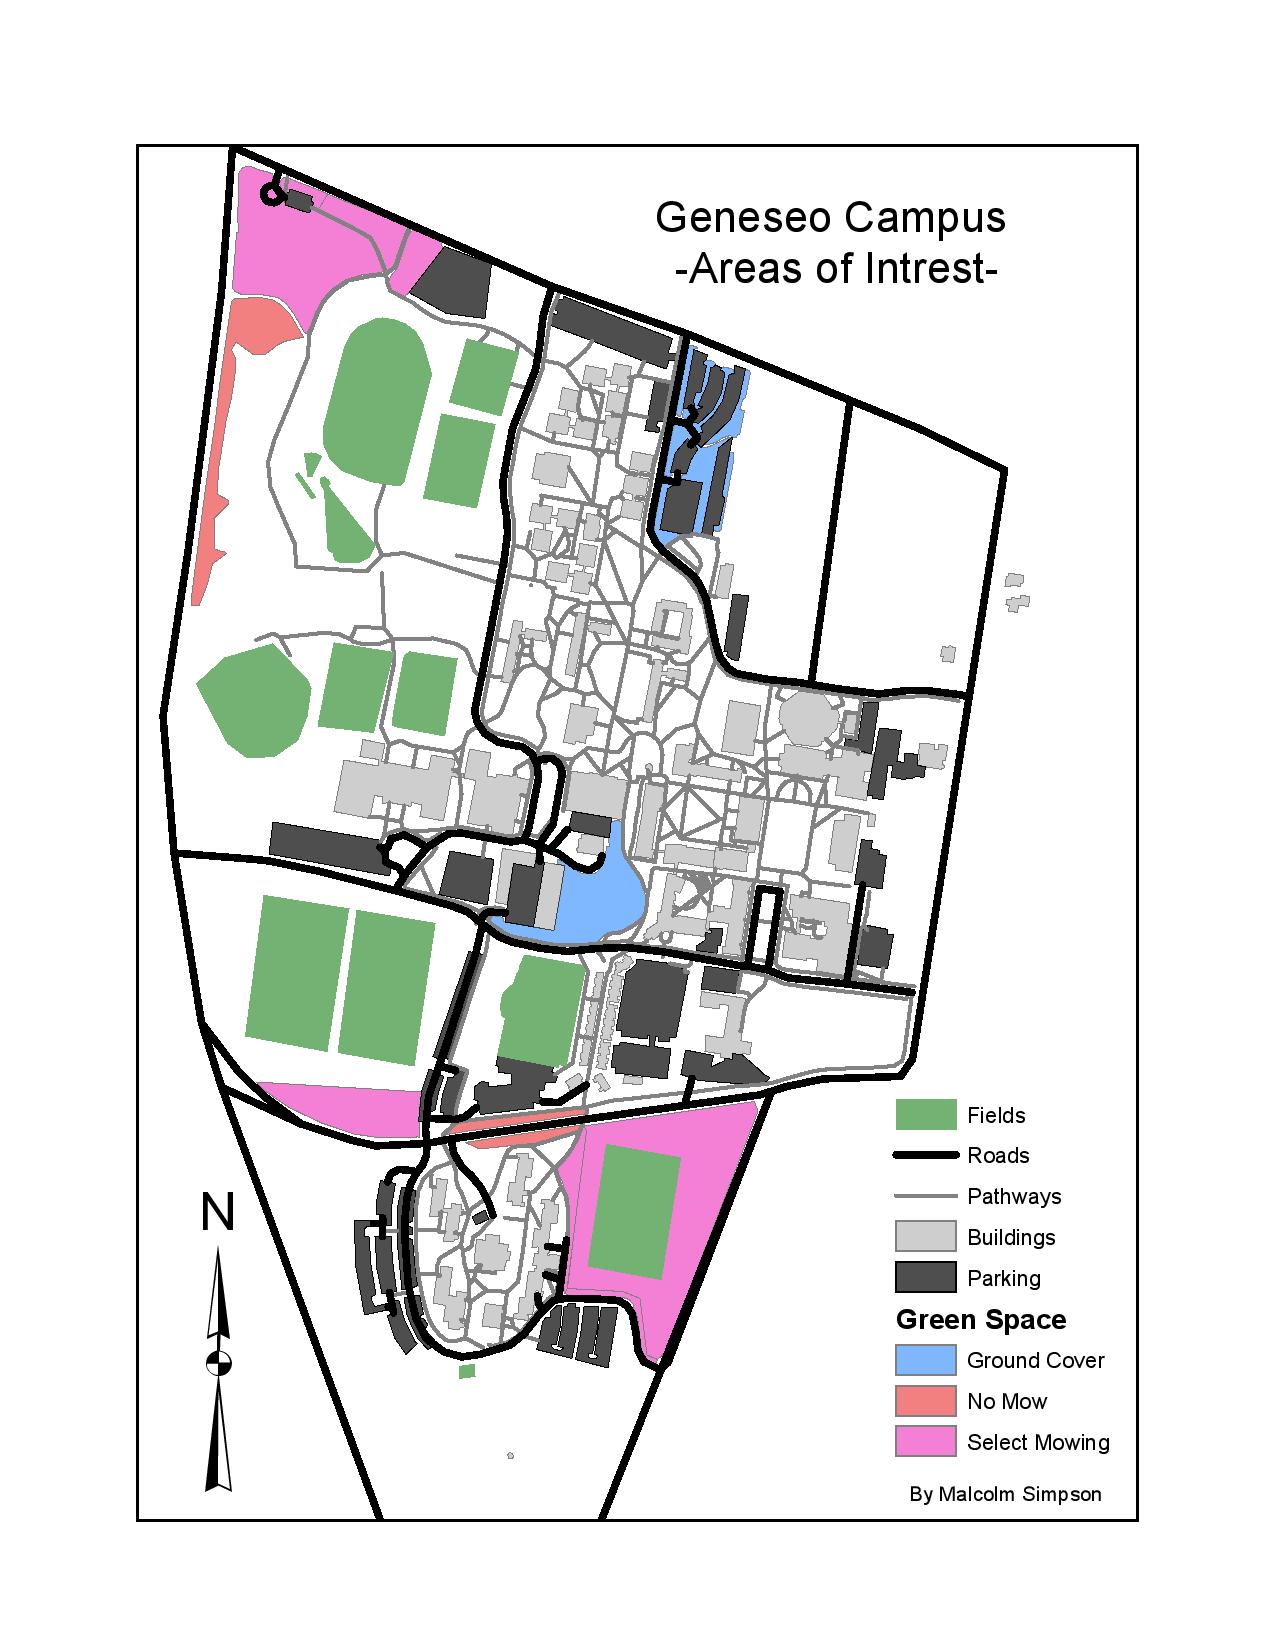 Geneseo Campus
-Areas of Intrest-
Fields
Roads
Pathways
Buildings
Parking
Green Space
Ground Cover
No Mow
Select Mowing
By Malcolm Simpson
N